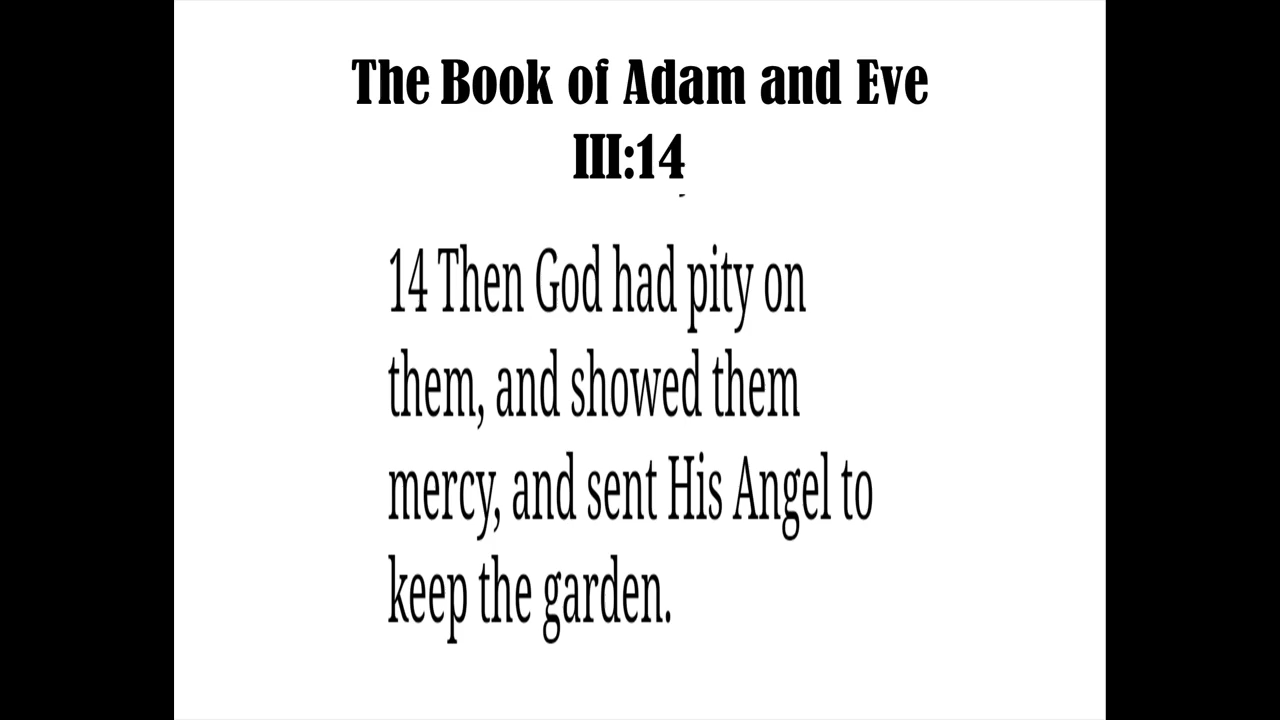 The Book of Adam and Eve
III:14
14 Then God had pity on
them, and showed them
mercy, and sent His Angel to
keep the garden.